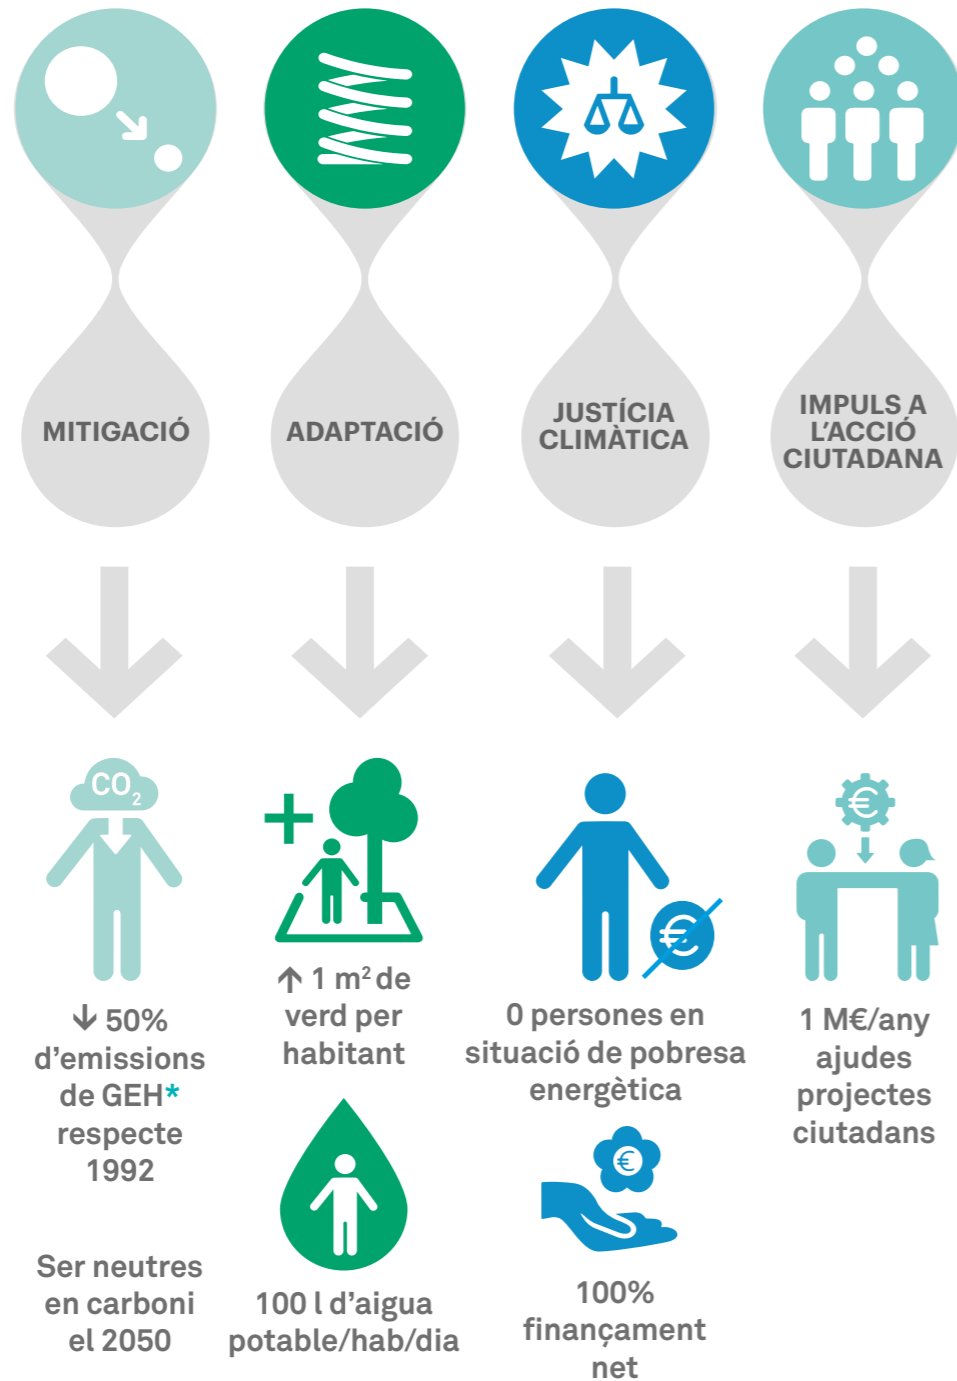 MITIGACIÓ
ADAPTACIÓ
JUSTÍCIA
CLIMÀTICA
IMPULS A
L’ACCIÓ
CIUTADANA
CO₂
↓ 50%
d’emissions
de GEH*
respecte
1992
Ser neutres
en carboni
el 2050
+
↑ 1 m² de
verd per
habitant
100 l d’aigua
potable/hab/dia
€
0 persones en
situació de pobresa
energètica
€
100%
finançament
net
€
1 M€/any
ajudes
projectes
ciutadans